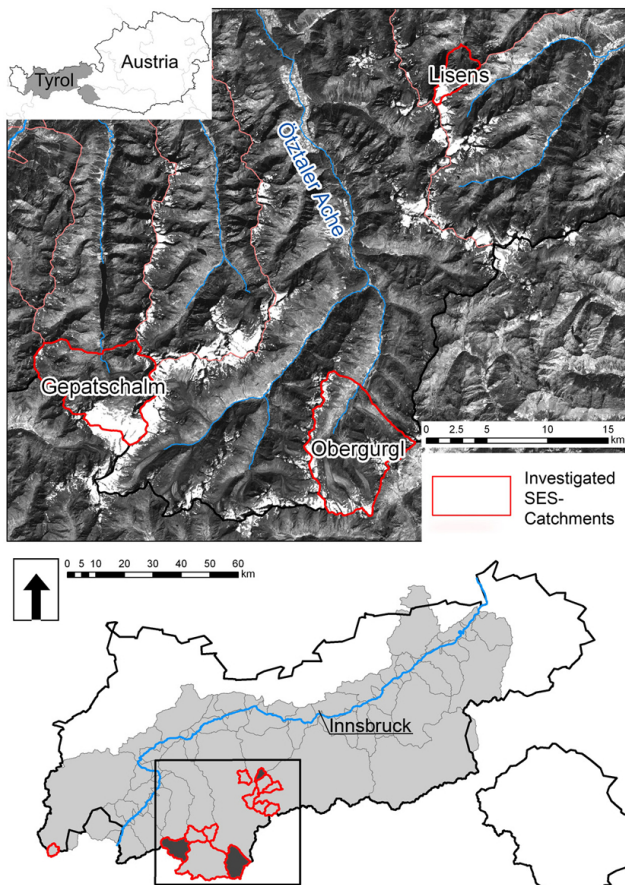 Austria
Tyrol
Lisens
Ötztaler Ache
Gepatschalm
Obergurgl
0 2.5 5 10 15
km
Investigated
SES-
Catchments
0 5 10 20 30 40 50 60
km
Innsbruck